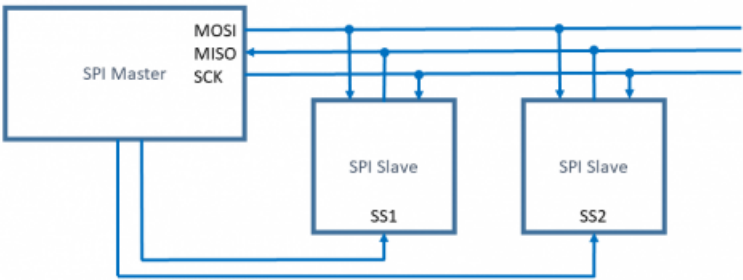 MOSI
MISO
SPI Master
SCK
SPI Slave
SPI Slave
SS1
SS2